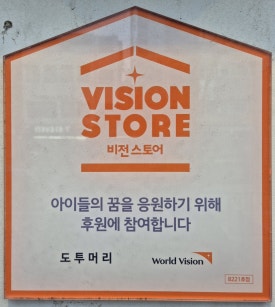 VISION
STORE
비전스토어
아이들의 꿈을 응원하기 위해
후원에 참여합니다
도투머리 World Vision